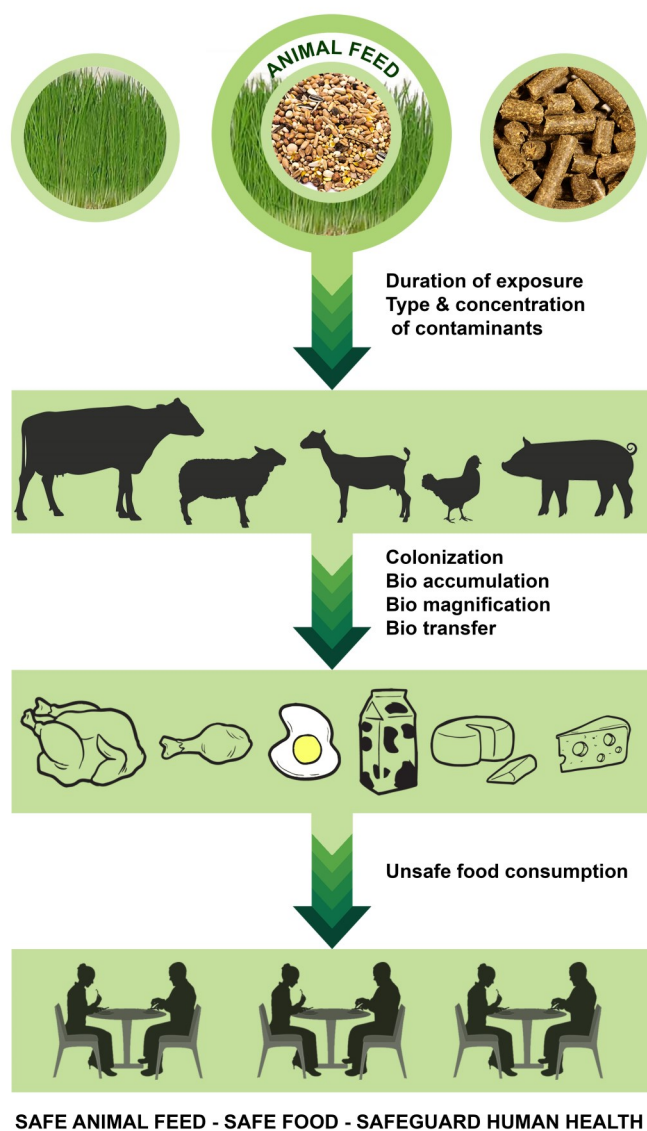 ANIMAL FEED
Duration of exposure
Type & concentration
of contaminants
Colonization
Bio accumulation
Bio magnification
Bio transfer
Unsafe food consumption
SAFE ANIMAL FEED - SAFE FOOD - SAFEGUARD HUMAN HEALTH